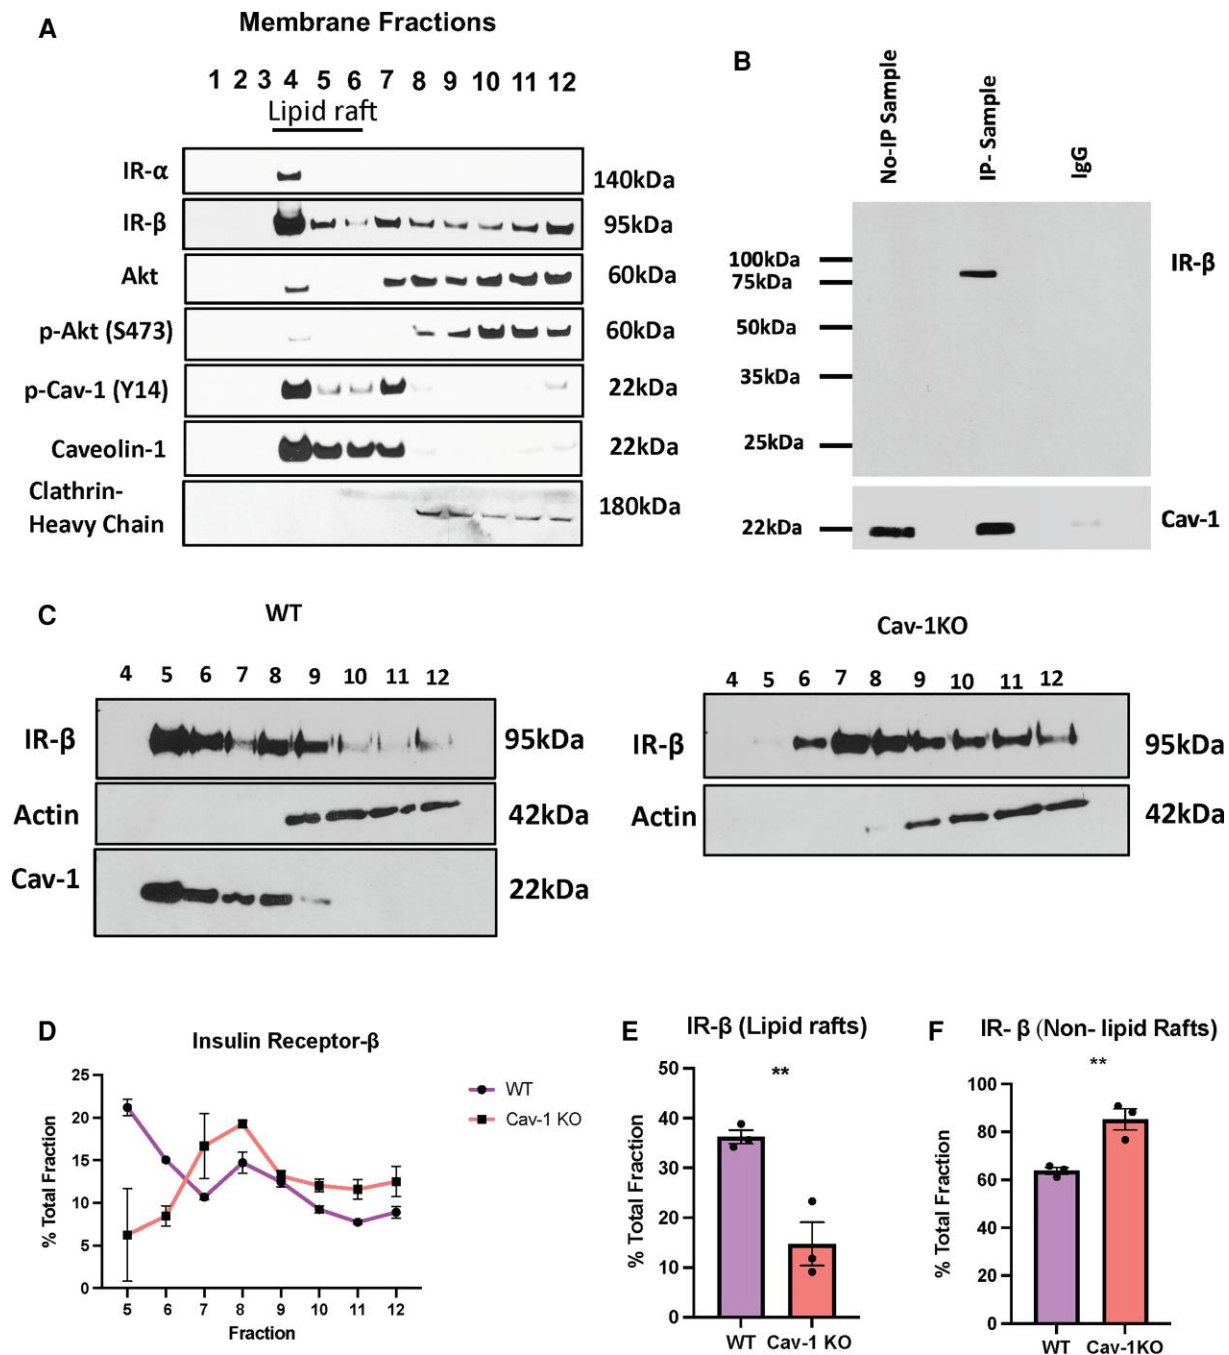 A
Membrane Fractions
1 2 3 4 5 6 7 8 9 10 11 12
Lipid raft
IR-α 140kDa
IR-β 95kDa
Akt 60kDa
p-Akt (S473) 60kDa
p-Cav-1 (Y14) 22kDa
Caveolin-1 22kDa
Clathrin-
Heavy Chain 180kDa
B
No-IP Sample
IP- Sample
IgG
100kDa
75kDa
50kDa
35kDa
25kDa
22kDa
IR-β
Cav-1
C
WT
4 5 6 7 8 9 10 11 12
IR-β 95kDa
Actin 42kDa
Cav-1 22kDa
Cav-1KO
4 5 6 7 8 9 10 11 12
IR-β 95kDa
Actin 42kDa
D
Insulin Receptor-β
% Total Fraction
25
20
15
10
5
0
5 6 7 8 9 10 11 12
Fraction
WT
Cav-1 KO
E
IR-β (Lipid rafts)
**
% Total Fraction
50
40
30
20
10
0
WT Cav-1 KO
F
IR- β (Non- lipid Rafts)
**
% Total Fraction
100
80
60
40
20
0
WT Cav-1KO